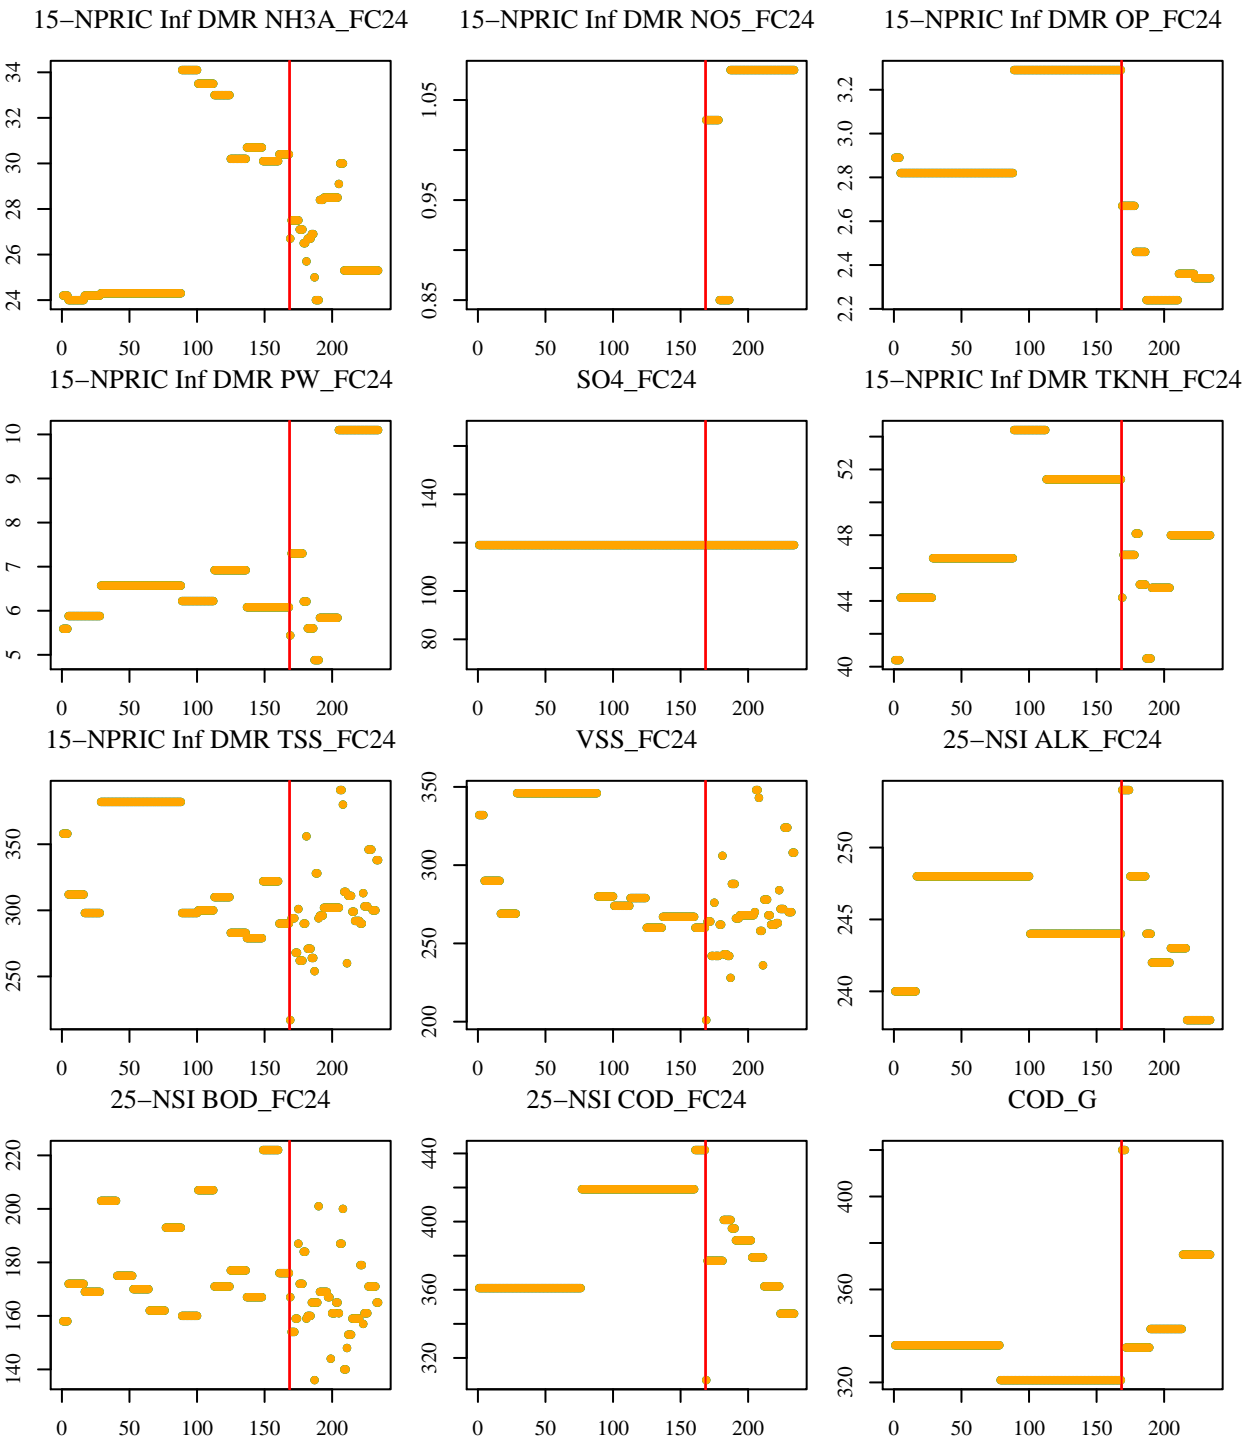 15−NPRIC Inf DMR NH3A_FC24 15−NPRIC Inf DMR NO5_FC24 15−NPRIC Inf DMR OP_FC24
24 26 28 30 32 34
0 50 100 150 200
0.85 0.95 1.05
0 50 100 150 200
2.2 2.4 2.6 2.8 3.0 3.2
0 50 100 150 200
15−NPRIC Inf DMR PW_FC24 SO4_FC24 15−NPRIC Inf DMR TKNH_FC24
5 6 7 8 9 10
0 50 100 150 200
80 100 140
0 50 100 150 200
40 44 48 52
0 50 100 150 200
15−NPRIC Inf DMR TSS_FC24 VSS_FC24 25−NSI ALK_FC24
250 300 350
0 50 100 150 200
200 250 300 350
0 50 100 150 200
240 245 250
0 50 100 150 200
25−NSI BOD_FC24 25−NSI COD_FC24 COD_G
140 160 180 200 220
0 50 100 150 200
320 360 400 440
0 50 100 150 200
320 360 400
0 50 100 150 200